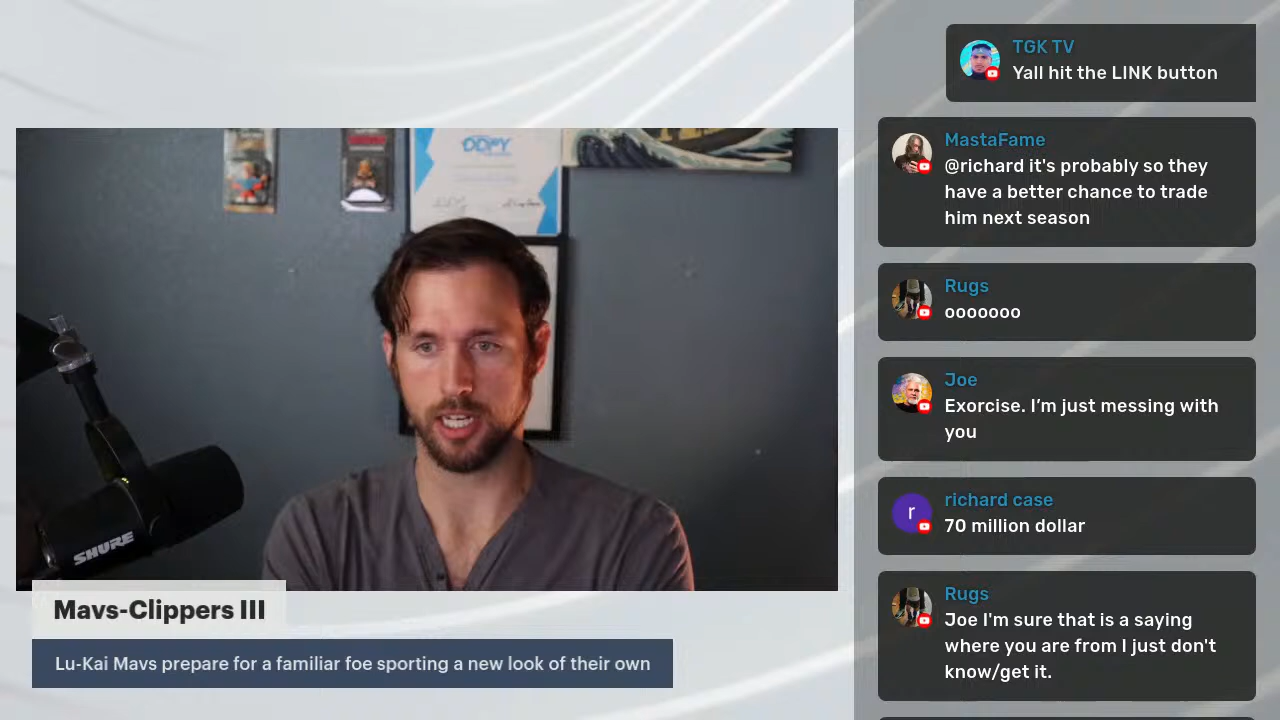 DDPY
SHURE
Mavs-Clippers III
Lu-Kai Mavs prepare for a familiar foe sporting a new look of their own
TGK TV
Yall hit the LINK button
MastaFame
@richard it's probably so they
have a better chance to trade
him next season
Rugs
ooooooo
Joe
Exorcise. I’m just messing with
you
richard case
r
70 million dollar
Rugs
Joe I'm sure that is a saying
where you are from I just don't
know/get it.